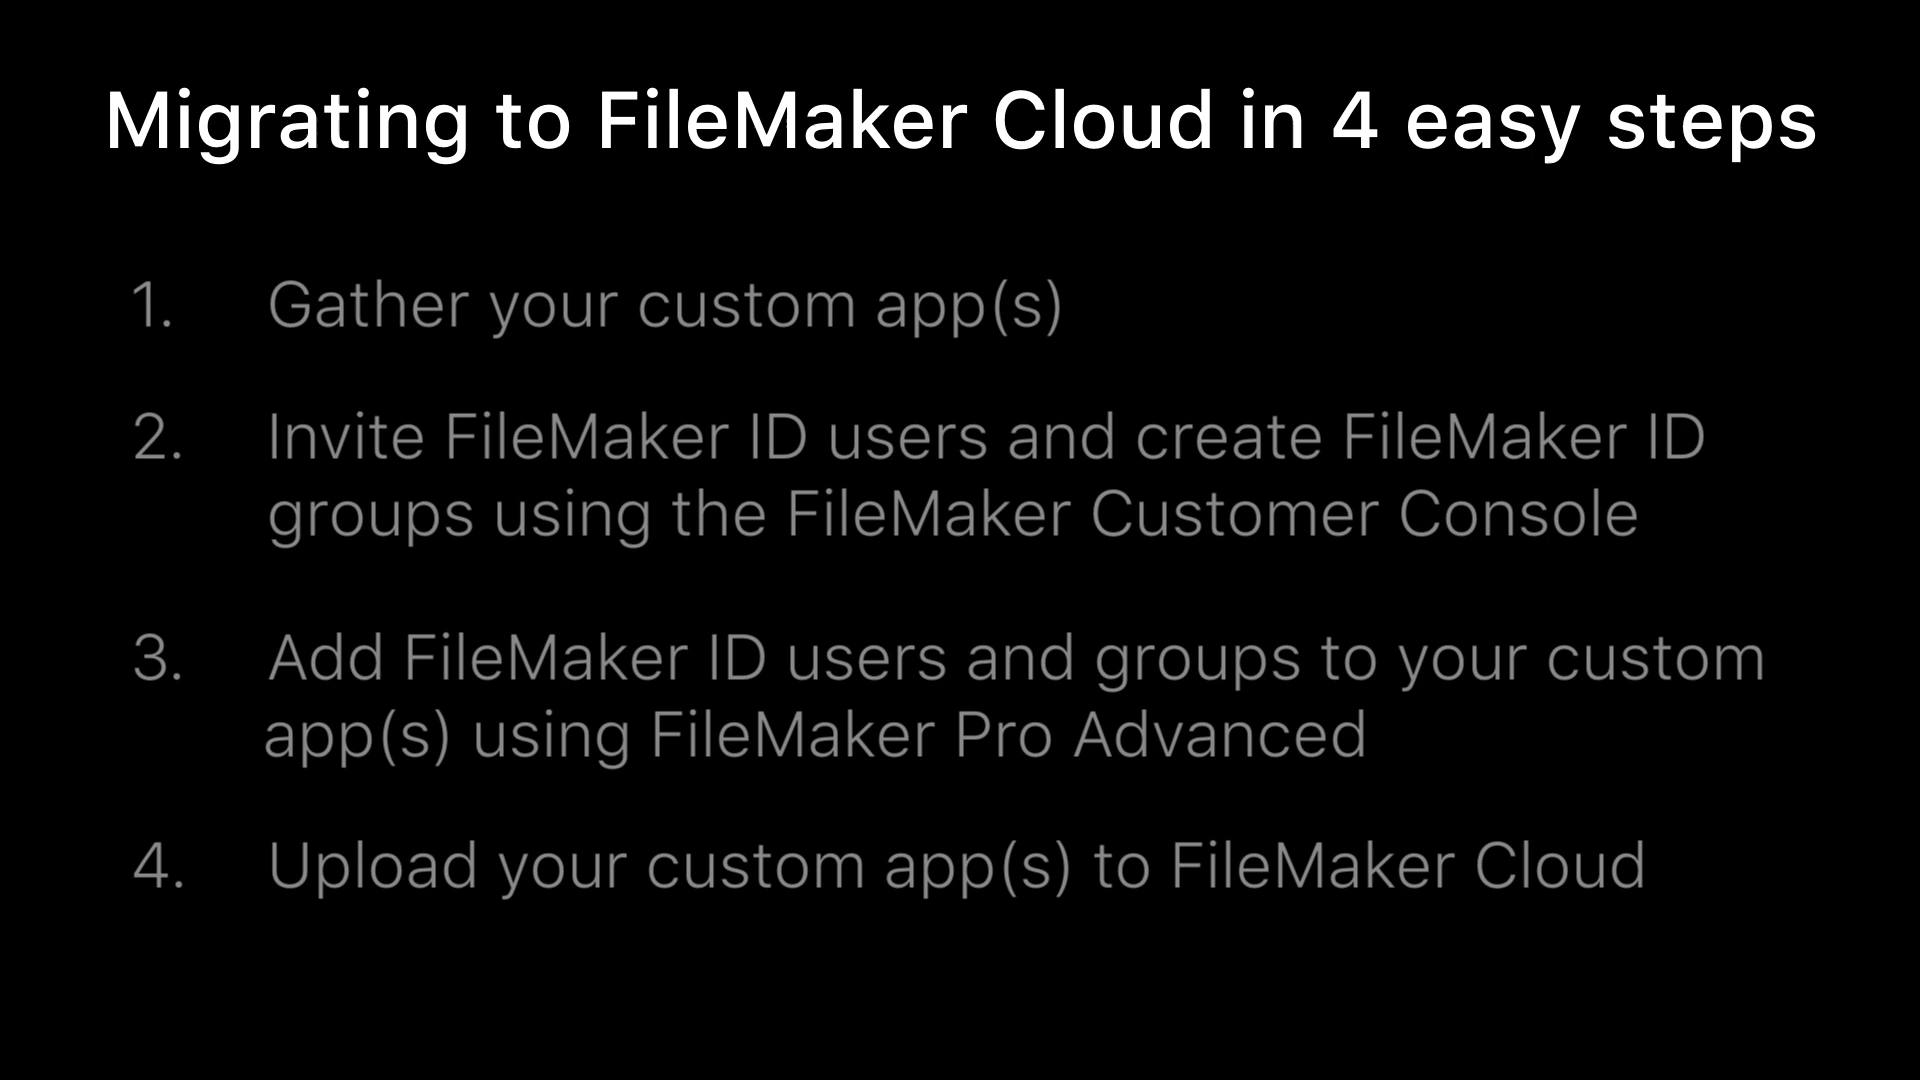 Migrating to FileMaker Cloud in 4 easy steps
1. Gather your custom app(s)
2. Invite FileMaker ID users and create FileMaker ID
groups using the FileMaker Customer Console
3. Add FileMaker ID users and groups to your custom
app(s) using FileMaker Pro Advanced
4. Upload your custom app(s) to FileMaker Cloud